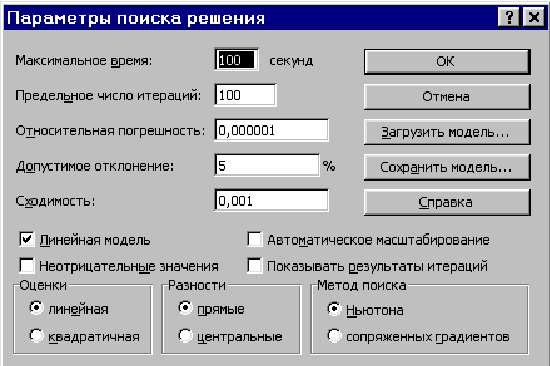 Параметры поиска решения
Максимальное время: 100 секунд
ОК
Предельное число итераций: 100
Отмена
Относительная погрешность: 0,000001
Загрузить модель...
Допустимое отклонение: 5 %
Сохранить модель...
Сходимость: 0,001
Справка
Линейная модель
Автоматическое масштабирование
Неотрицательные значения
Показывать результаты итераций
Оценки
Разности
Метод поиска
линейная
прямые
Ньютона
квадратичная
центральные
сопряженных градиентов